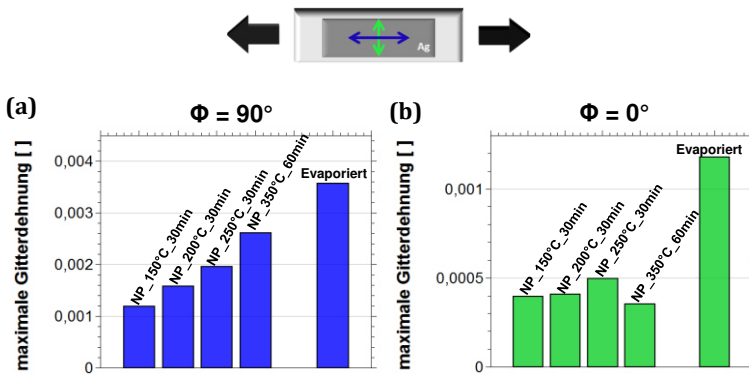 Ag
(a)
Φ = 90°
maximale Gitterdehnung [ ]
0,004
0,003
0,002
0,001
0
NP_150°C_30min
NP_200°C_30min
NP_250°C_30min
NP_350°C_60min
Evaporiert
(b)
Φ = 0°
maximale Gitterdehnung [ ]
0,001
0,0005
0
NP_150°C_30min
NP_200°C_30min
NP_250°C_30min
NP_350°C_60min
Evaporiert